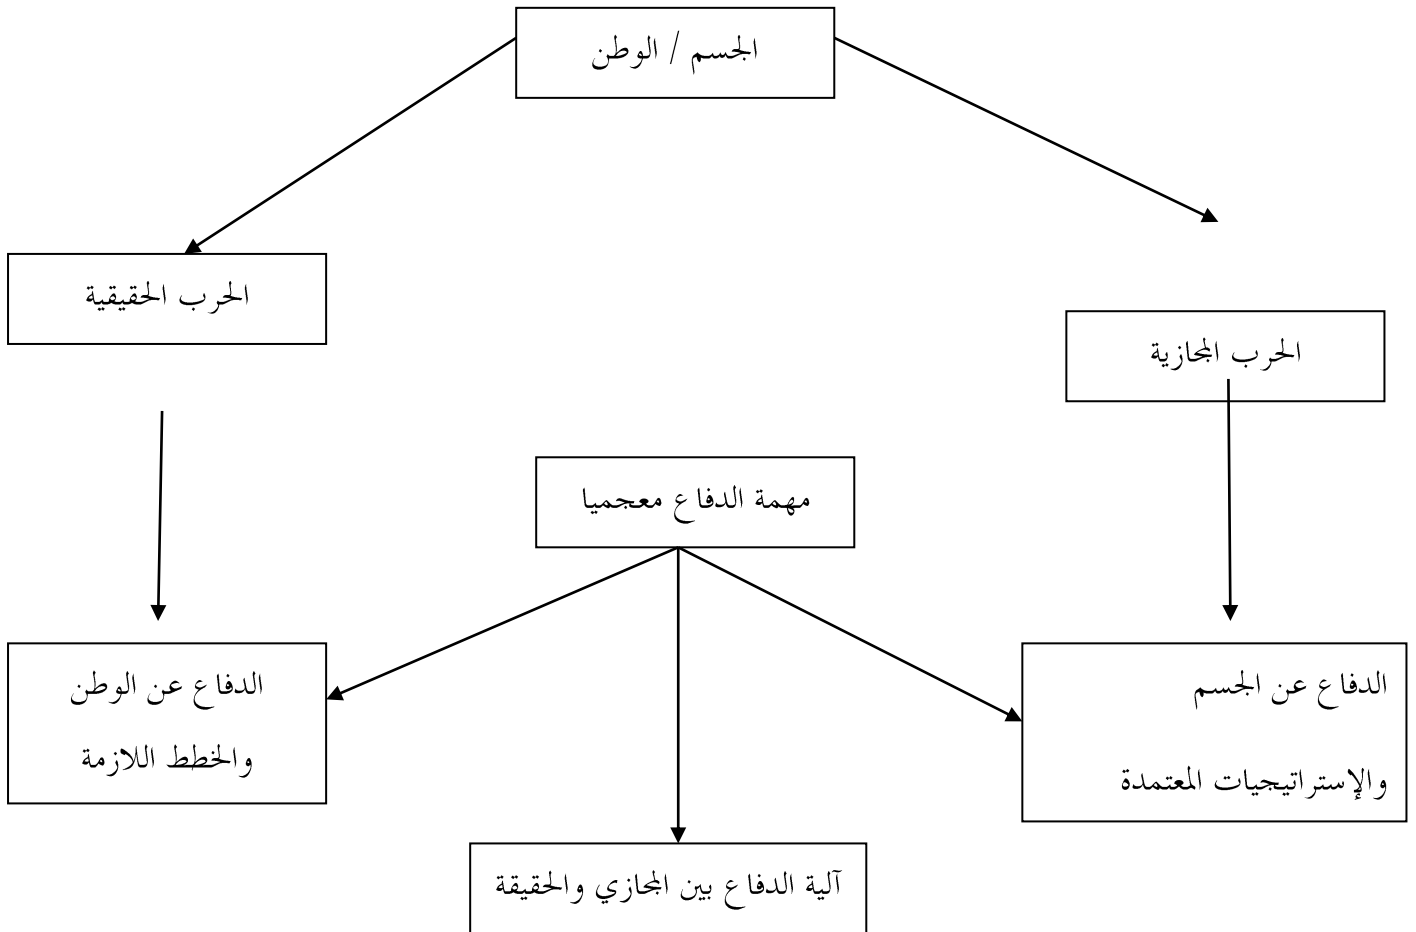 الجسم / الوطن
الحرب الحقيقية
الحرب المجازية
مهمة الدفاع معجميا
الدفاع عن الجسم
والإستراتيجيات المعتمدة
الدفاع عن الوطن
والخطط اللازمة
آلية الدفاع بين المجازي والحقيقة